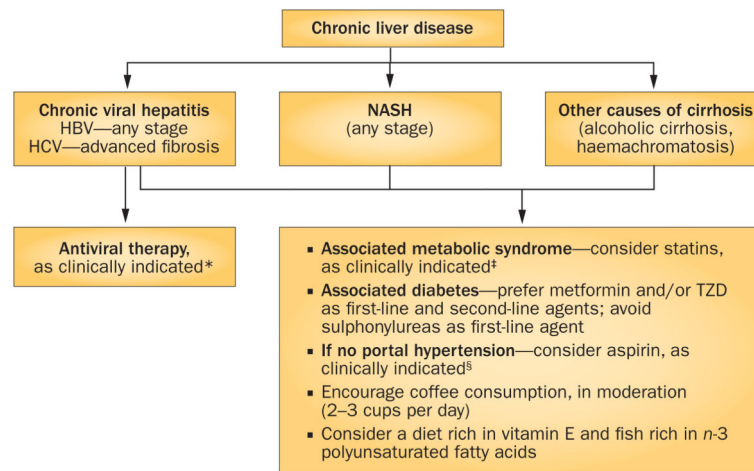 Chronic liver disease
Chronic viral hepatitis
HBV—any stage
HCV—advanced fibrosis
NASH
(any stage)
Other causes of cirrhosis
(alcoholic cirrhosis,
haemachromatosis)
Antiviral therapy,
as clinically indicated*
▪ Associated metabolic syndrome—consider statins,
as clinically indicated‡
▪ Associated diabetes—prefer metformin and/or TZD
as first-line and second-line agents; avoid
sulphonylureas as first-line agent
▪ If no portal hypertension—consider aspirin, as
clinically indicated§
▪ Encourage coffee consumption, in moderation
(2–3 cups per day)
▪ Consider a diet rich in vitamin E and fish rich in n-3
polyunsaturated fatty acids